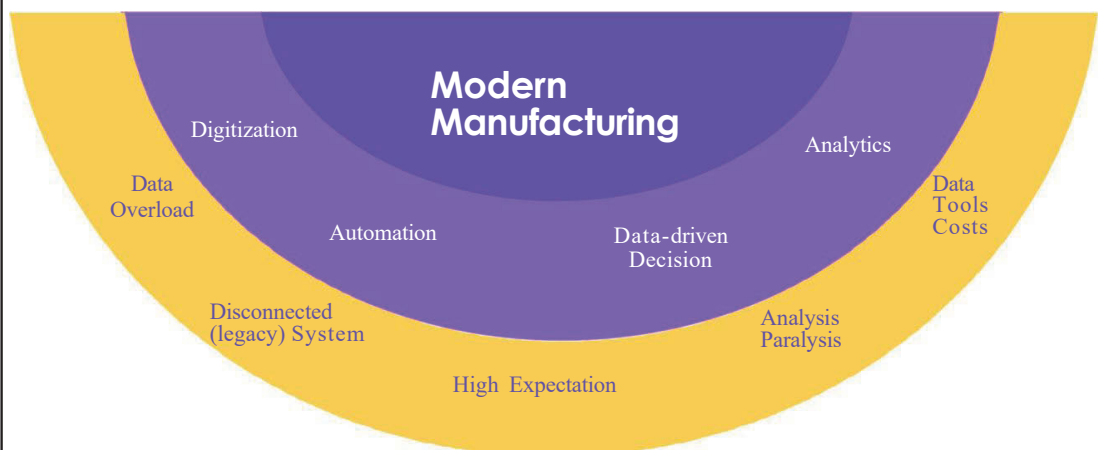 Modern
Manufacturing
Digitization
Analytics
Automation
Data-driven
Decision
Data
Overload
Data
Tools
Costs
Disconnected
(legacy) System
Analysis
Paralysis
High Expectation